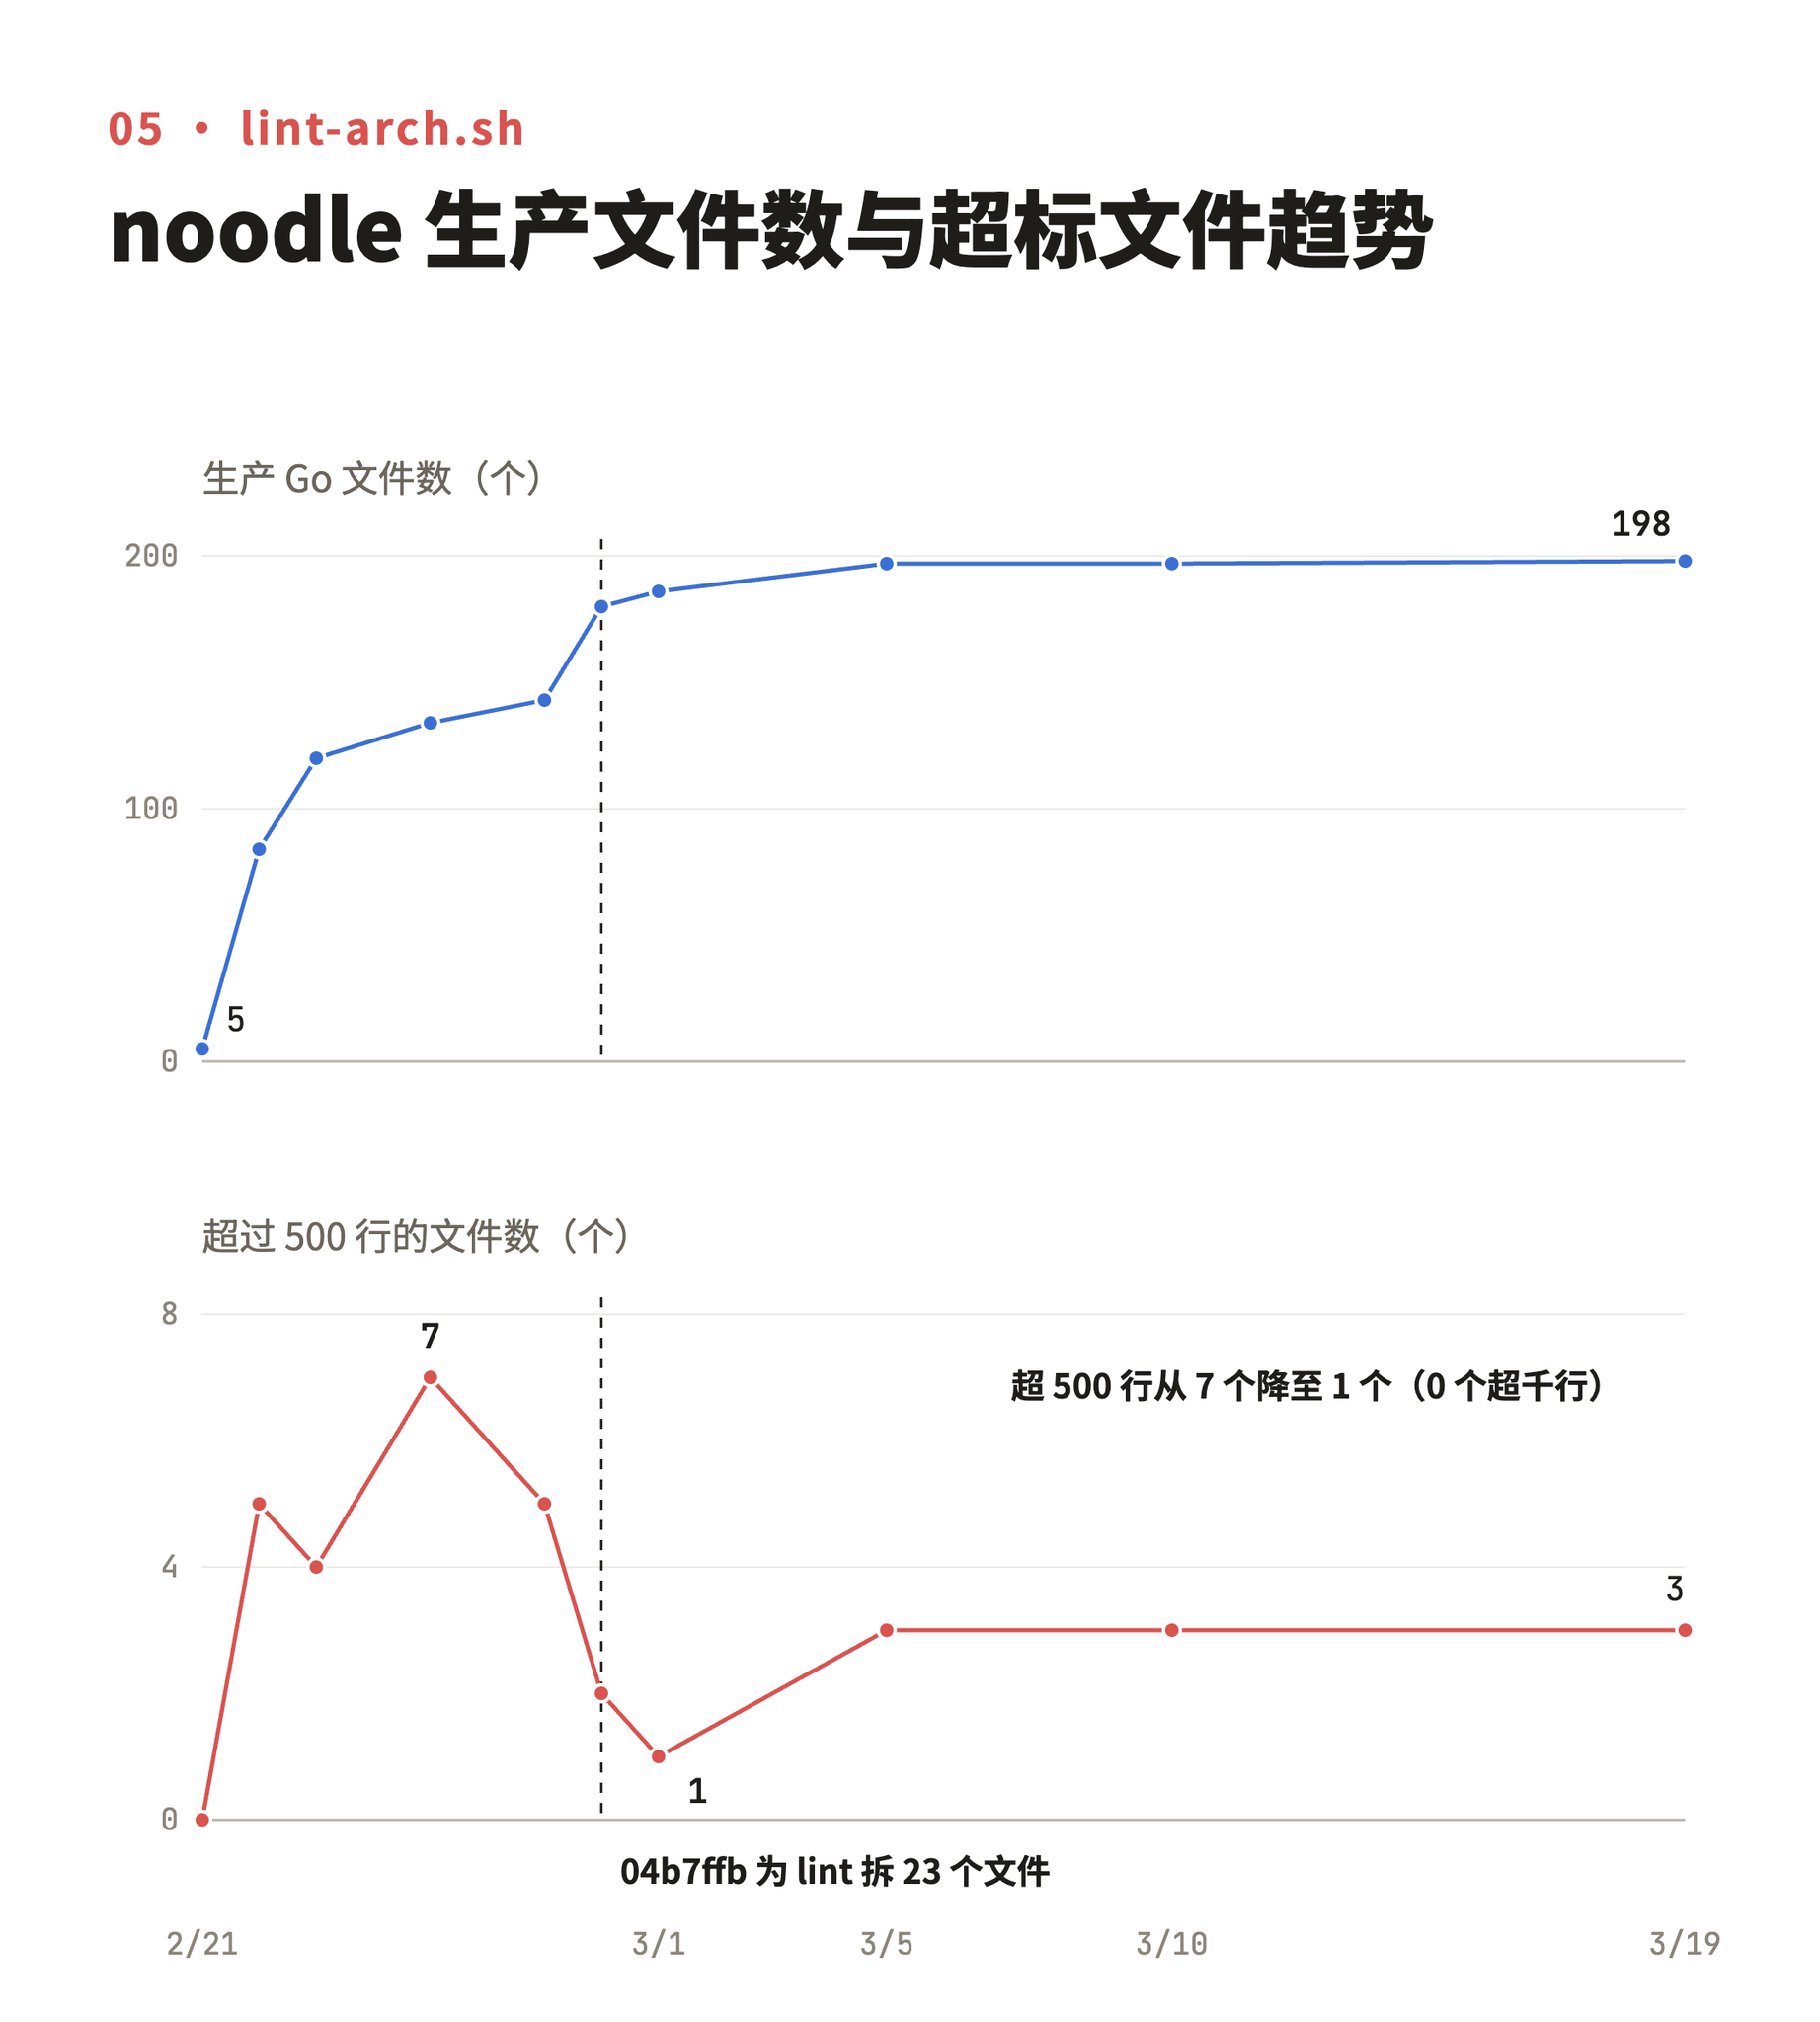 05 · lint-arch.sh
noodle 生产文件数与超标文件趋势
生产 Go 文件数（个）
198
200
100
5
0
超过 500 行的文件数（个）
8
7
超 500 行从 7 个降至 1 个（0 个超千行）
4
3
1
0
04b7ffb 为 lint 拆 23 个文件
2/21 3/1 3/5 3/10 3/19